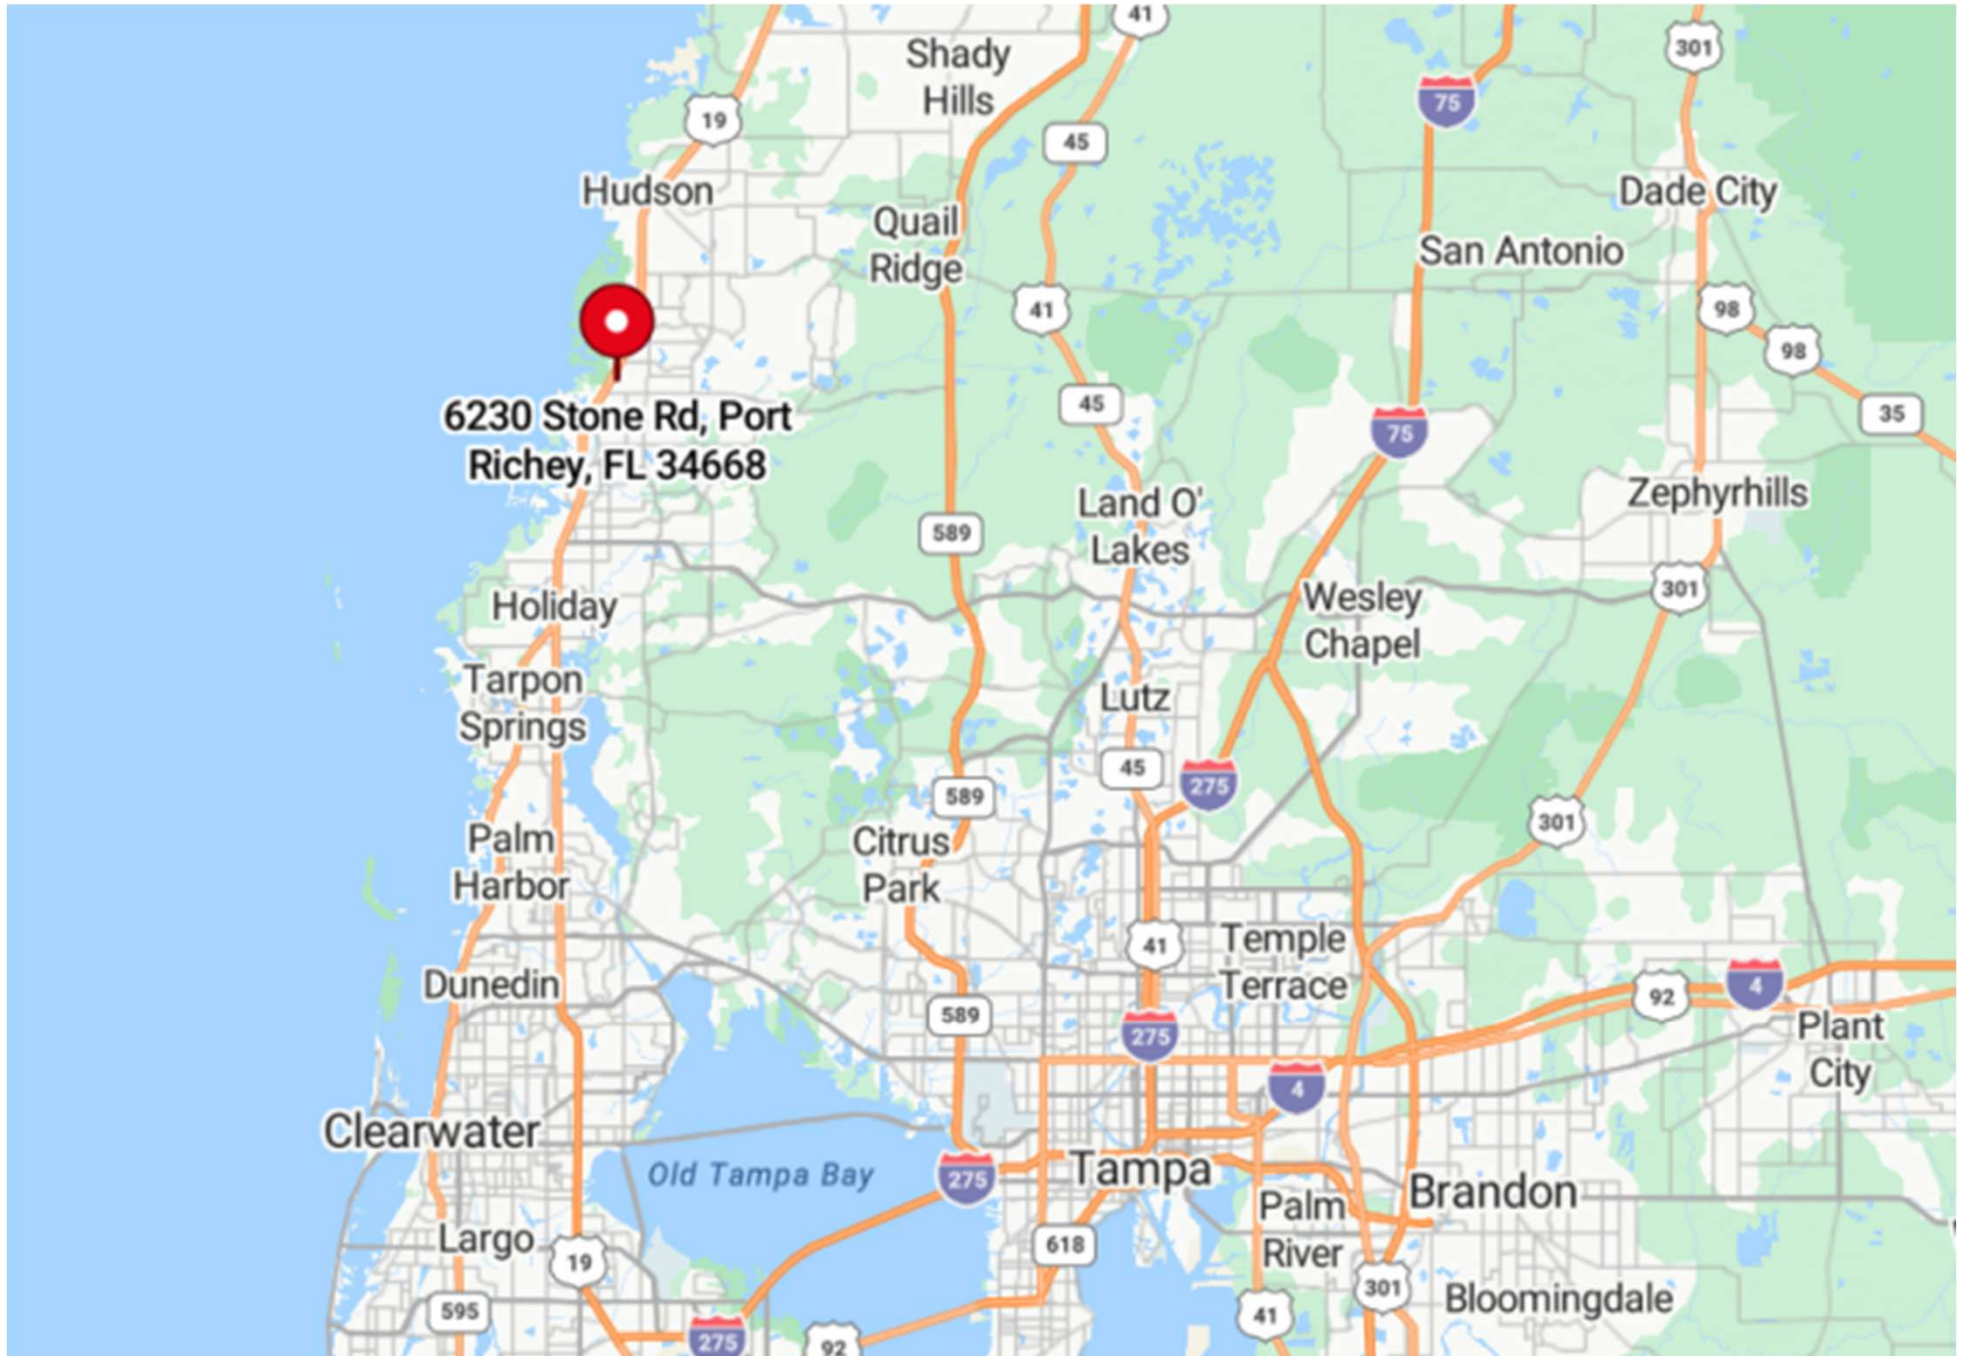 41
Shady
Hills
301
75
19
45
Hudson
Dade City
Quail
Ridge
San Antonio
41
98
98
6230 Stone Rd, Port
Richey, FL 34668
45
35
75
Land O'
Lakes
Zephyrhills
589
Holiday
Wesley
Chapel
301
Tarpon
Springs
Lutz
45
275
589
301
Palm
Harbor
Citrus
Park
41
Temple
Terrace
Dunedin
589
92
4
275
Plant
City
4
Clearwater
Old Tampa Bay
275
Tampa
Brandon
Palm
River
Largo
19
618
301
Bloomingdale
595
275
92
41